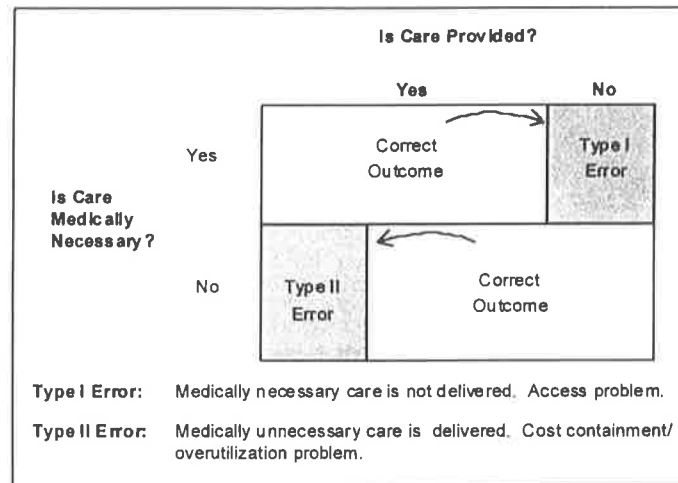 Is Care Provided?
Yes No
Yes
Correct
Outcome
Type I
Error
Is Care
Medically
Necessary?
No
Type II
Error
Correct
Outcome
Type I Error: Medically necessary care is not delivered. Access problem.
Type II Error: Medically unnecessary care is delivered. Cost containment/
overutilization problem.